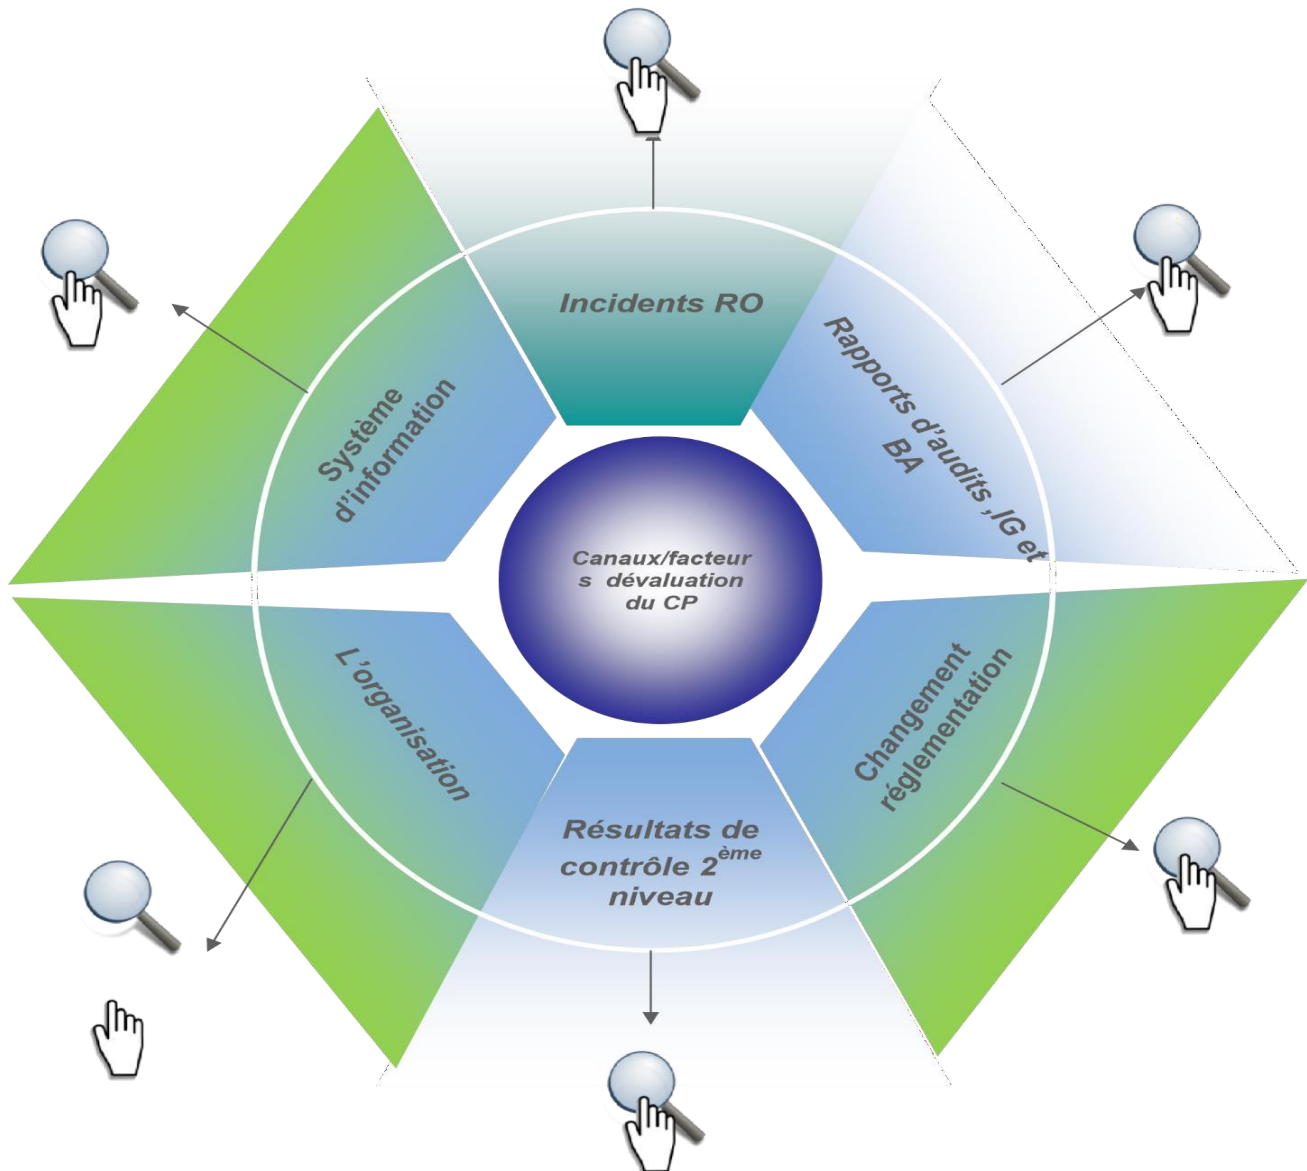 Incidents RO
Rapports d'audits ,IG et
BA
Système
d'information
Canaux/facteur
s dévaluation
du CP
L'organisation
Changement
réglementation
Résultats de
contrôle 2ème
niveau